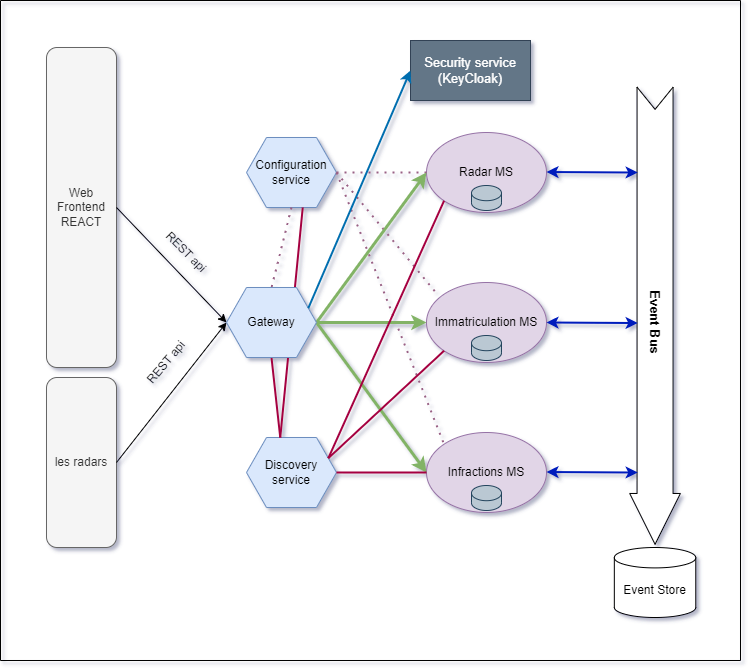 Security service
(KeyCloak)
Configuration
service
Radar MS
Web
Frontend
REACT
REST api
Gateway
Immatriculation MS
Event Bus
REST api
les radars
Discovery
service
Infractions MS
Event Store